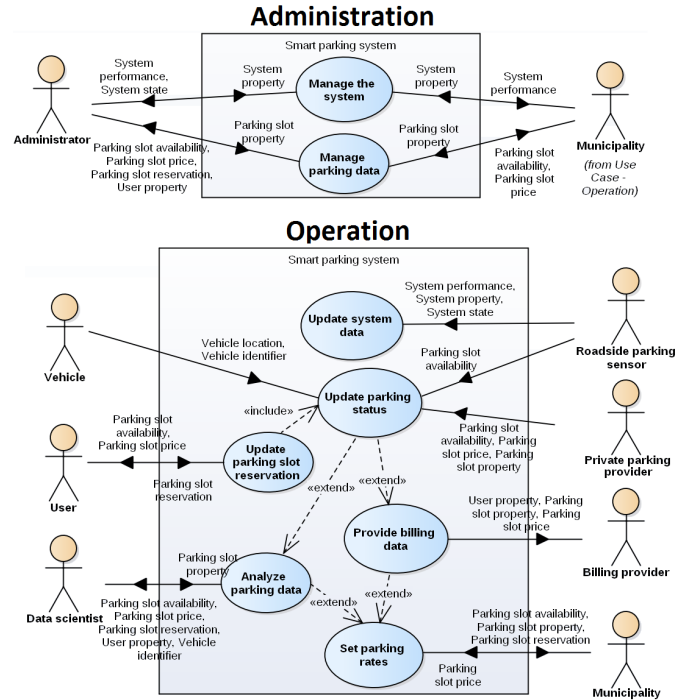 Administration
Smart parking system
System
performance,
System state
System
property
Manage the
system
System
property
System
performance
Administrator
Parking slot
property
Parking slot
property
Municipality
(from Use
Case -
Operation)
Parking slot
availability,
Parking slot price,
Parking slot reservation,
User property
Manage
parking data
Parking slot
availability,
Parking slot
price
Operation
Smart parking system
System performance,
System property,
System state
Update system
data
Vehicle
Vehicle location,
Vehicle identifier
Parking slot
availability
Roadside parking
sensor
Update parking
status
«include»
Parking slot
availability,
Parking slot price
Parking slot
availability, Parking
slot price, Parking
slot property
Private parking
provider
Update
parking slot
reservation
Parking slot
reservation
User
«extend»
«extend»
User property, Parking
slot property, Parking
slot price
Provide billing
data
Billing provider
Parking slot
property
Analyze
parking data
Data scientist
Parking slot availability,
Parking slot price,
Parking slot reservation,
User property, Vehicle
identifier
«extend»
«extend»
Parking slot availability,
Parking slot property,
Parking slot reservation
Set parking
rates
Parking
slot price
Municipality